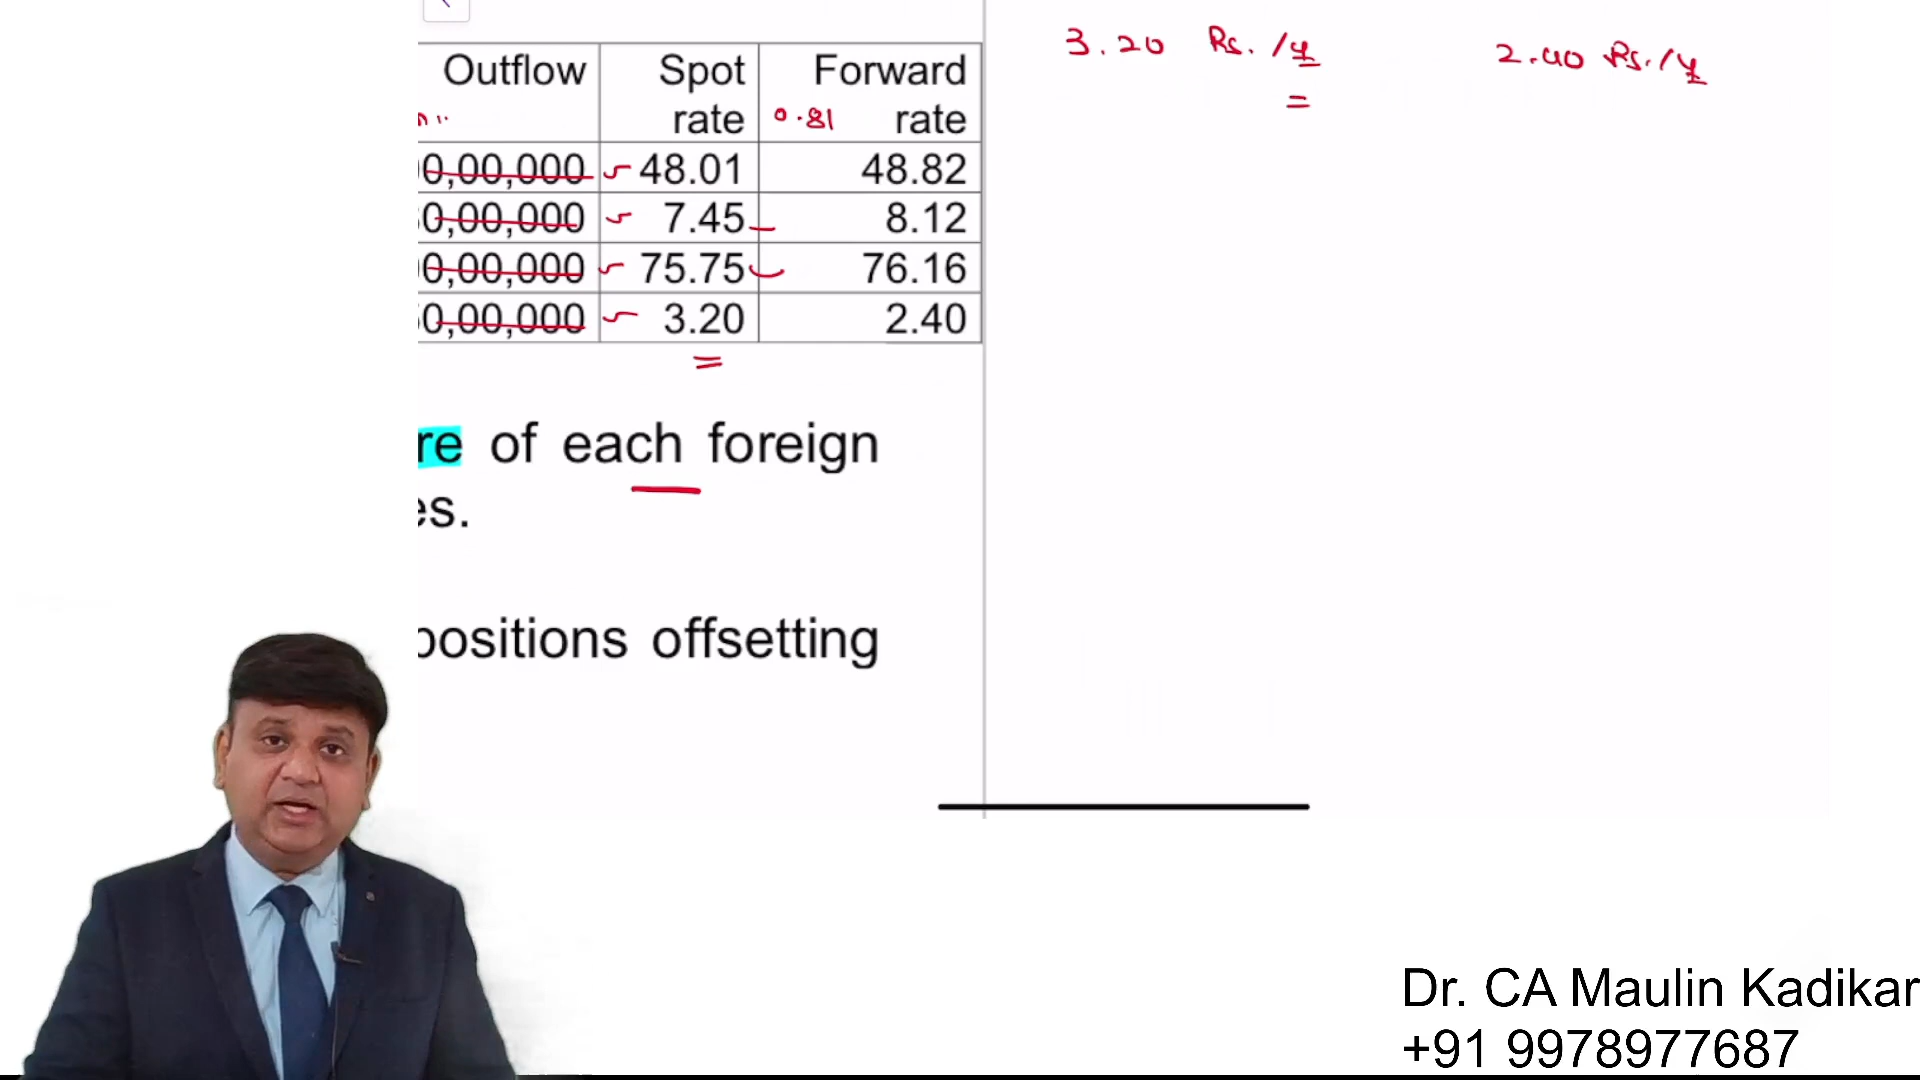 Outflow Spot rate Forward rate
0.81
0,00,000 48.01 48.82
0,00,000 7.45 8.12
0,00,000 75.75 76.16
0,00,000 3.20 2.40
=
re of each foreign
es.
positions offsetting
3.20 Rs. /¥
=
2.40 Rs. /¥
Dr. CA Maulin Kadikar
+91 9978977687